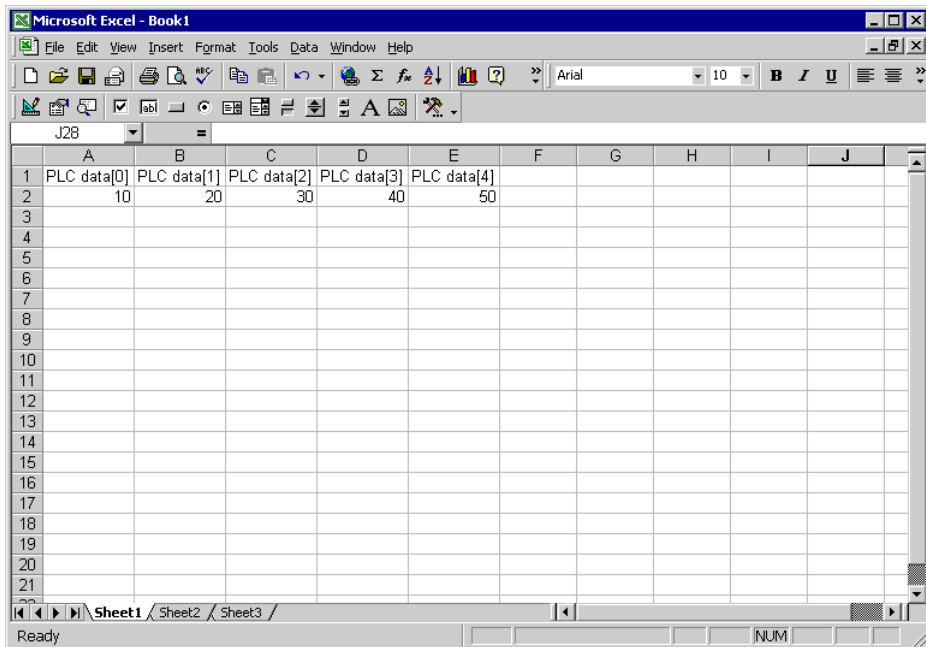 Microsoft Excel - Book1
File Edit View Insert Format Tools Data Window Help
ABC Σ fx A Z » Arial 10 B I U »
ab| A
J28 =
A B C D E F G H I J
1 PLC data[0] PLC data[1] PLC data[2] PLC data[3] PLC data[4]
2 10 20 30 40 50
3
4
5
6
7
8
9
10
11
12
13
14
15
16
17
18
19
20
21
Sheet1 Sheet2 Sheet3
Ready NUM